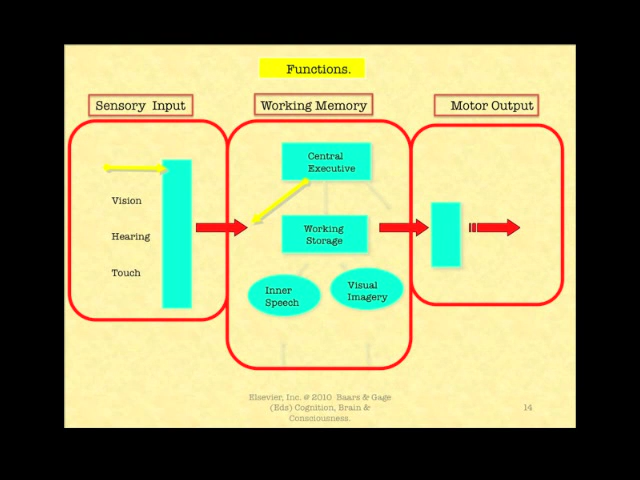 Functions.
Sensory Input
Working Memory
Motor Output
Central
Executive
Vision
Hearing
Touch
Working
Storage
Inner
Speech
Visual
Imagery
Elsevier, Inc. @ 2010 Baars & Gage
(Eds) Cognition, Brain &
Consciousness.
14